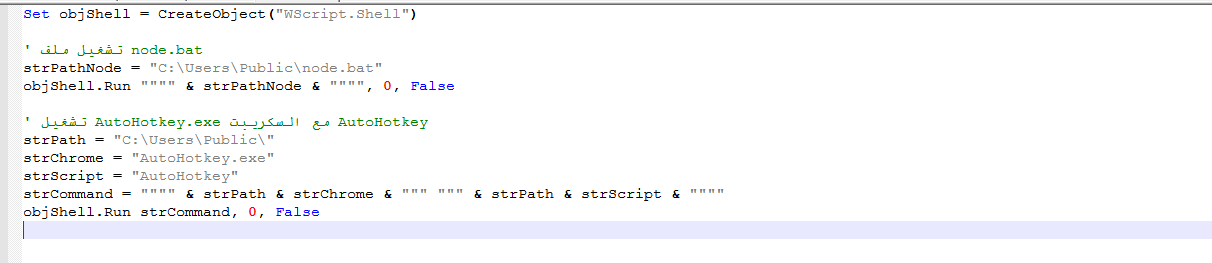 Set objShell = CreateObject("WScript.Shell")
' تشغيل ملف node.bat
strPathNode = "C:\Users\Public\node.bat"
objShell.Run """" & strPathNode & """", 0, False
' تشغيل AutoHotkey.exe مع السكريبت AutoHotkey
strPath = "C:\Users\Public\"
strChrome = "AutoHotkey.exe"
strScript = "AutoHotkey"
strCommand = """" & strPath & strChrome & """ """ & strPath & strScript & """"
objShell.Run strCommand, 0, False